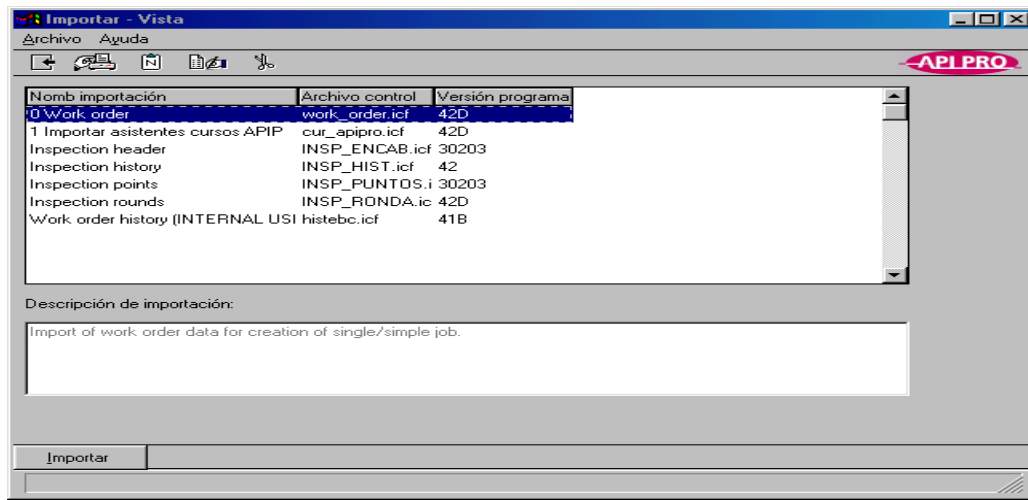 Importar - Vista
Archivo Ayuda
API PRO
Nomb importación Archivo control Versión programa
0 Work order work_order.icf 42D
1 Importar asistentes cursos APIP cur_apipro.icf 42D
Inspection header INSP_ENCAB.icf 30203
Inspection history INSP_HIST.icf 42
Inspection points INSP_PUNTOS.i 30203
Inspection rounds INSP_RONDA.ic 42D
Work order history (INTERNAL USI histebc.icf 41B
Descripción de importación:
Import of work order data for creation of single/simple job.
Importar